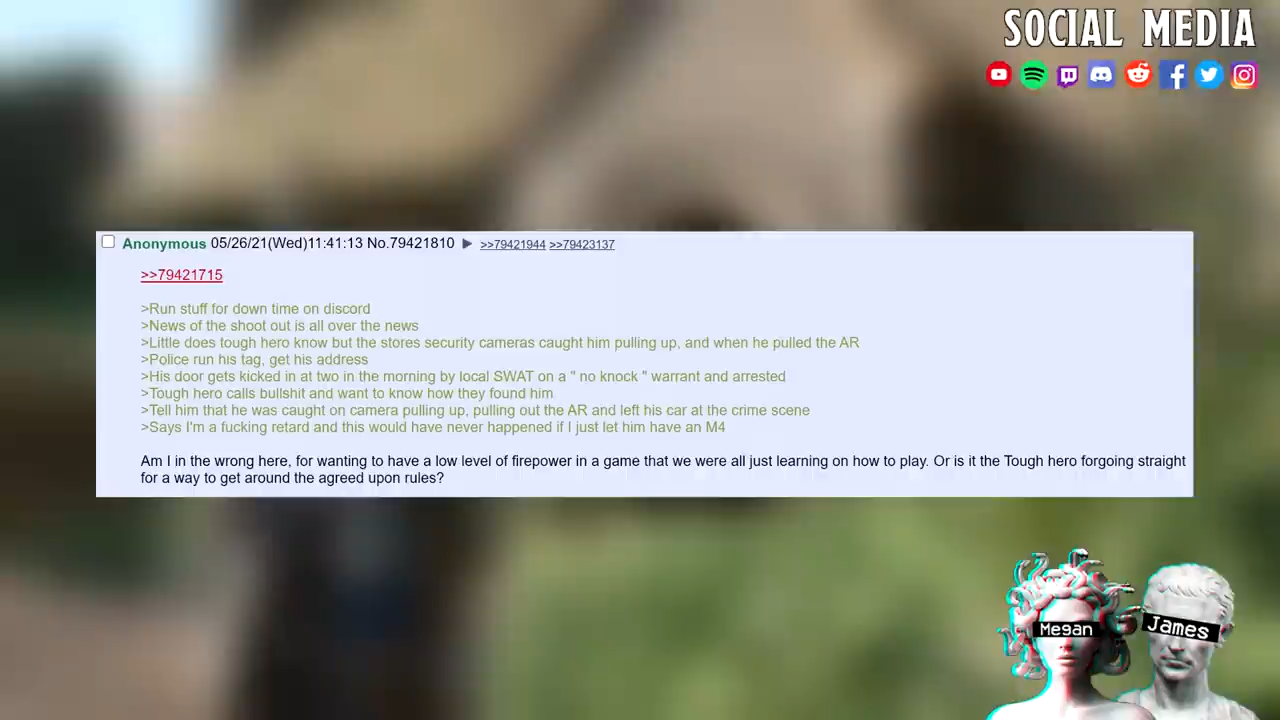 SOCIAL MEDIA
Anonymous 05/26/21(Wed)11:41:13 No.79421810 ▶ >>79421944 >>79423137
>>79421715
>Run stuff for down time on discord
>News of the shoot out is all over the news
>Little does tough hero know but the stores security cameras caught him pulling up, and when he pulled the AR
>Police run his tag, get his address
>His door gets kicked in at two in the morning by local SWAT on a " no knock " warrant and arrested
>Tough hero calls bullshit and want to know how they found him
>Tell him that he was caught on camera pulling up, pulling out the AR and left his car at the crime scene
>Says I'm a fucking retard and this would have never happened if I just let him have an M4
Am I in the wrong here, for wanting to have a low level of firepower in a game that we were all just learning on how to play. Or is it the Tough hero forgoing straight
for a way to get around the agreed upon rules?
Megan
James